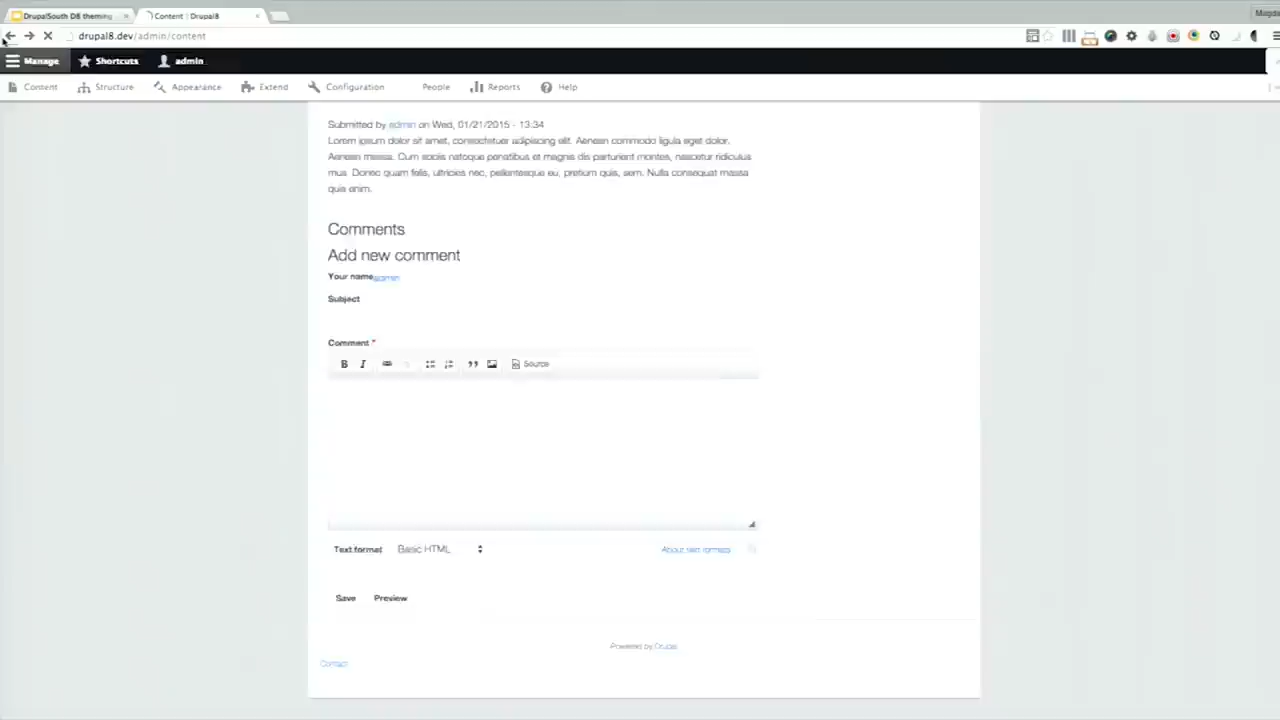 DrupalSouth D8 theming
Content | Drupal8
drupal8.dev/admin/content
Manage Shortcuts admin
Content Structure Appearance Extend Configuration People Reports Help
Submitted by admin on Wed, 01/21/2015 - 13:34
Lorem ipsum dolor sit amet, consectetuer adipiscing elit. Aenean commodo ligula eget dolor.
Aenean massa. Cum sociis natoque penatibus et magnis dis parturient montes, nascetur ridiculus
mus. Donec quam felis, ultricies nec, pellentesque eu, pretium quis, sem. Nulla consequat massa
quis enim.
Comments
Add new comment
Your name admin
Subject
Comment *
B I Source
Text format Basic HTML About text formats
Save Preview
Powered by Drupal
Contact